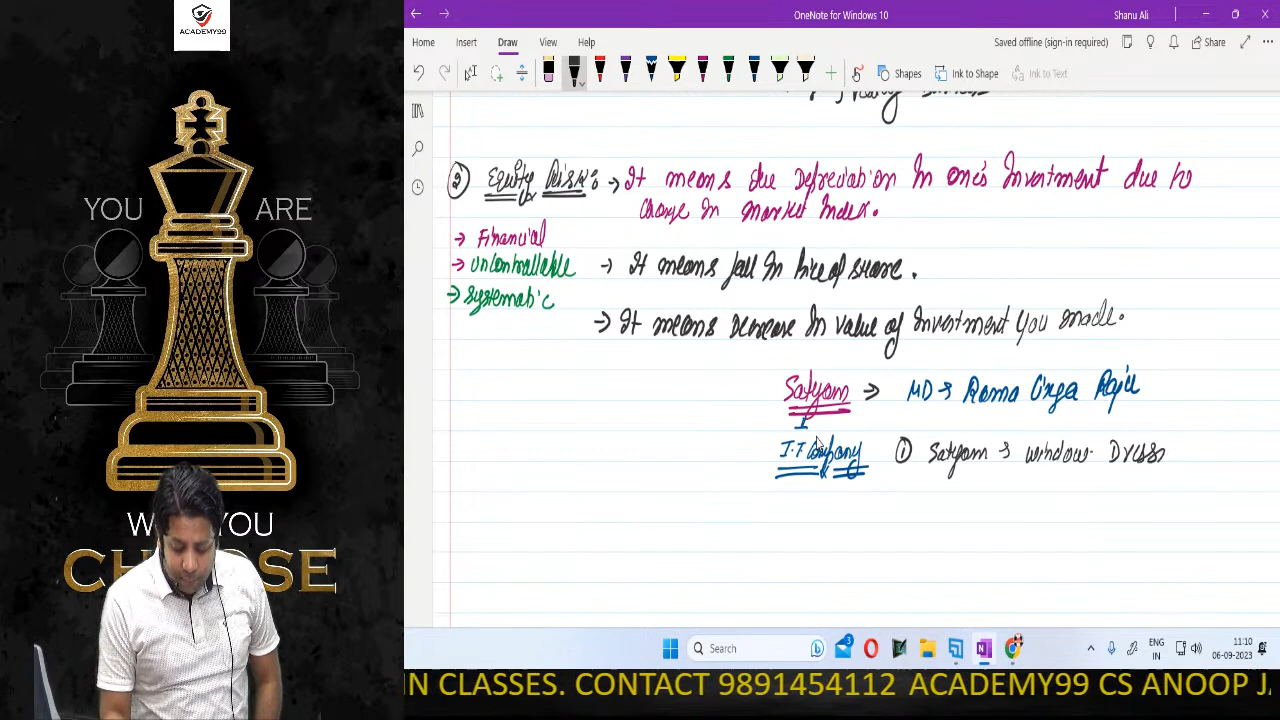 ACADEMY99
YOU ARE
W YOU
CH SE
OneNote for Windows 10
Shanu Ali
Home Insert Draw View Help
Saved offline (sign-in required)
Share
Shapes
Ink to Shape
Ink to Text
② Equity Risk: → It means the Depreciation In one's Investment due to
change In market Index.
→ Financial
→ Uncontrollable
→ Systematic
→ It means fall In Price of share.
→ It means Decrease In value of Investment You made.
Satyam → MD → Rama
I.T Company
① Satyam → window Dress
Search
3
ENG
IN
11:10
06-09-2023
IN CLASSES. CONTACT 9891454112 ACADEMY99 CS ANOOP JA